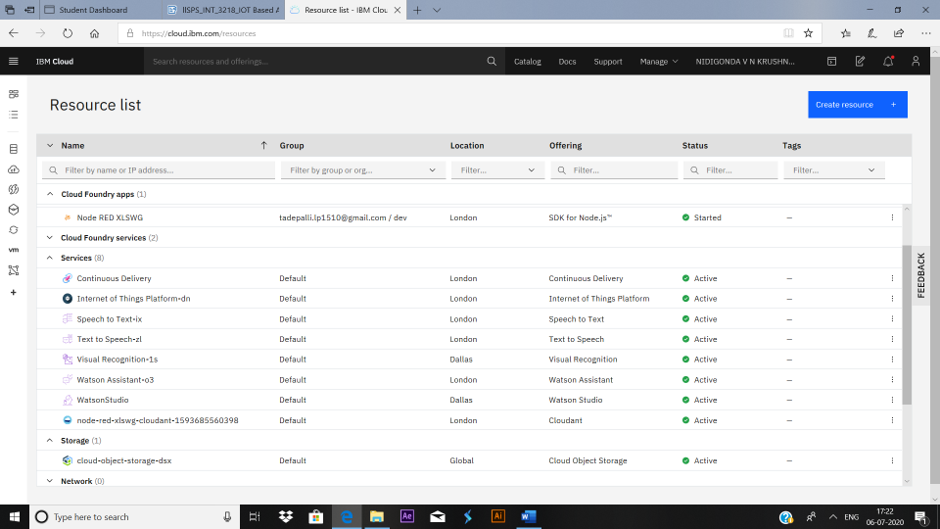 Student Dashboard
IISPS_INT_3218_IOT Based A
Resource list - IBM Clou
https://cloud.ibm.com/resources
IBM Cloud
Search resources and offerings...
Catalog
Docs
Support
Manage
NIDIGONDA V N KRUSHN...
Resource list
Create resource +
Name
Group
Location
Offering
Status
Tags
Filter by name or IP address...
Filter by group or org...
Filter...
Filter...
Filter...
Filter...
Cloud Foundry apps (1)
Node RED XLSWG tadepalli.lp1510@gmail.com / dev London SDK for Node.js™ Started —
Cloud Foundry services (2)
Services (8)
Continuous Delivery Default London Continuous Delivery Active —
Internet of Things Platform-dn Default London Internet of Things Platform Active —
Speech to Text-ix Default London Speech to Text Active —
Text to Speech-zl Default London Text to Speech Active —
Visual Recognition-1s Default Dallas Visual Recognition Active —
Watson Assistant-o3 Default London Watson Assistant Active —
WatsonStudio Default Dallas Watson Studio Active —
node-red-xlswg-cloudant-1593685560398 Default London Cloudant Active —
Storage (1)
cloud-object-storage-dsx Default Global Cloud Object Storage Active —
Network (0)
vm
FEEDBACK
Type here to search
Ae
Ai
ENG
17:22
06-07-2020